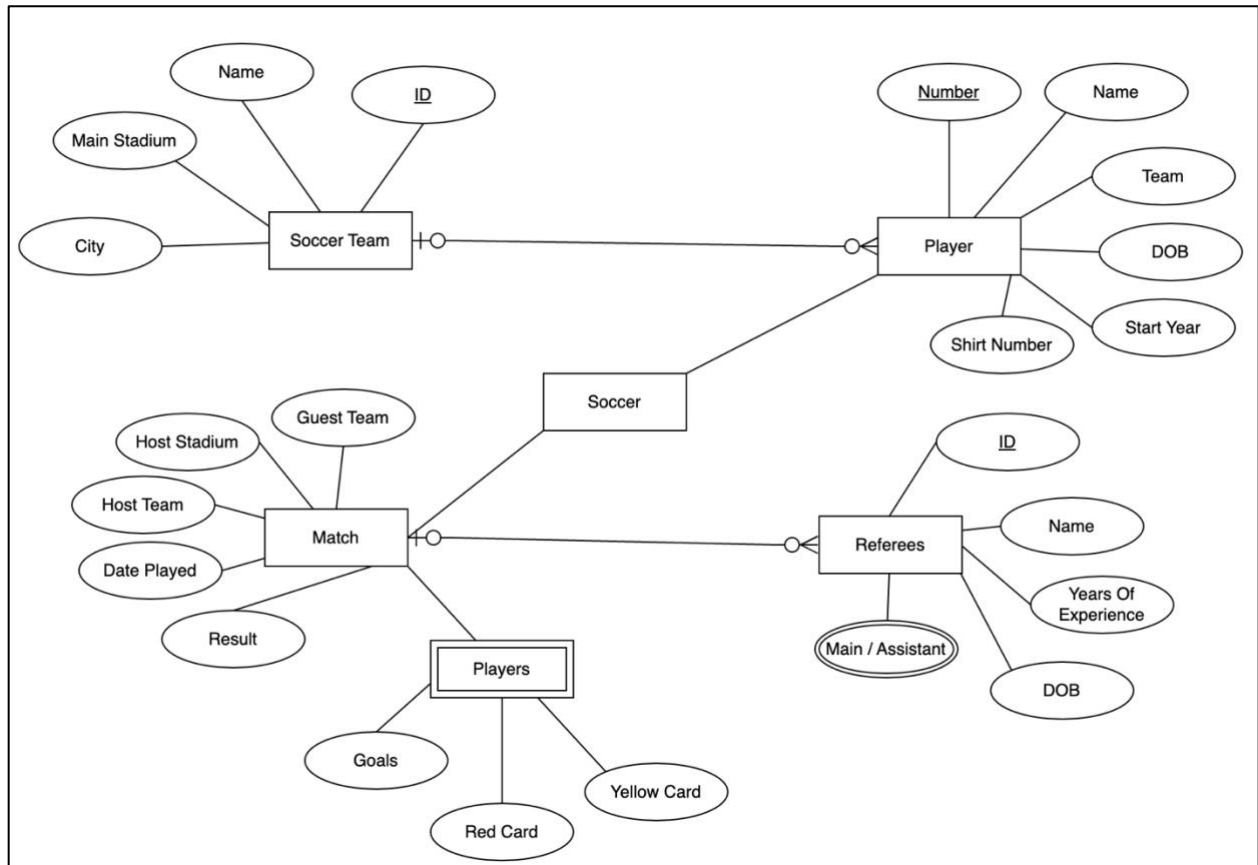 Name
ID
Main Stadium
City
Soccer Team
Number
Name
Team
Player
DOB
Start Year
Shirt Number
Soccer
Guest Team
Host Stadium
Host Team
Match
Date Played
Result
ID
Name
Referees
Years Of
Experience
Main / Assistant
DOB
Players
Goals
Yellow Card
Red Card